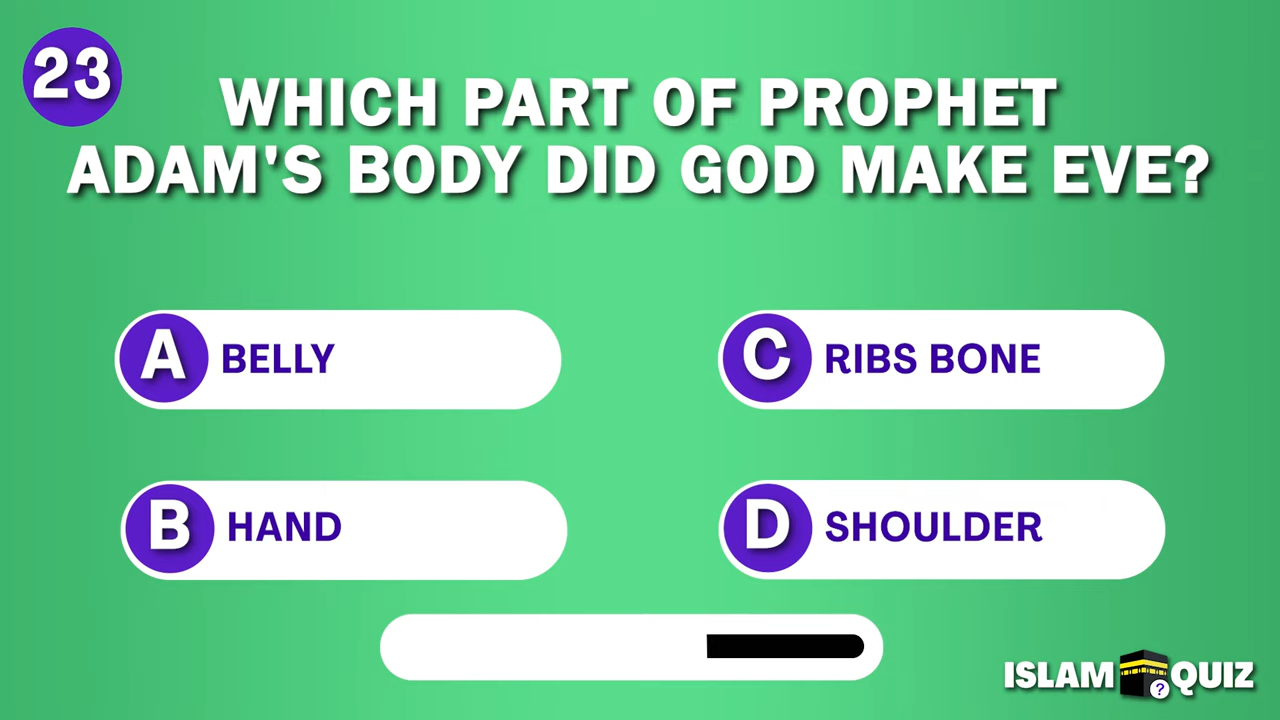 23
WHICH PART OF PROPHET
ADAM'S BODY DID GOD MAKE EVE?
A BELLY
C RIBS BONE
B HAND
D SHOULDER
ISLAM ? QUIZ